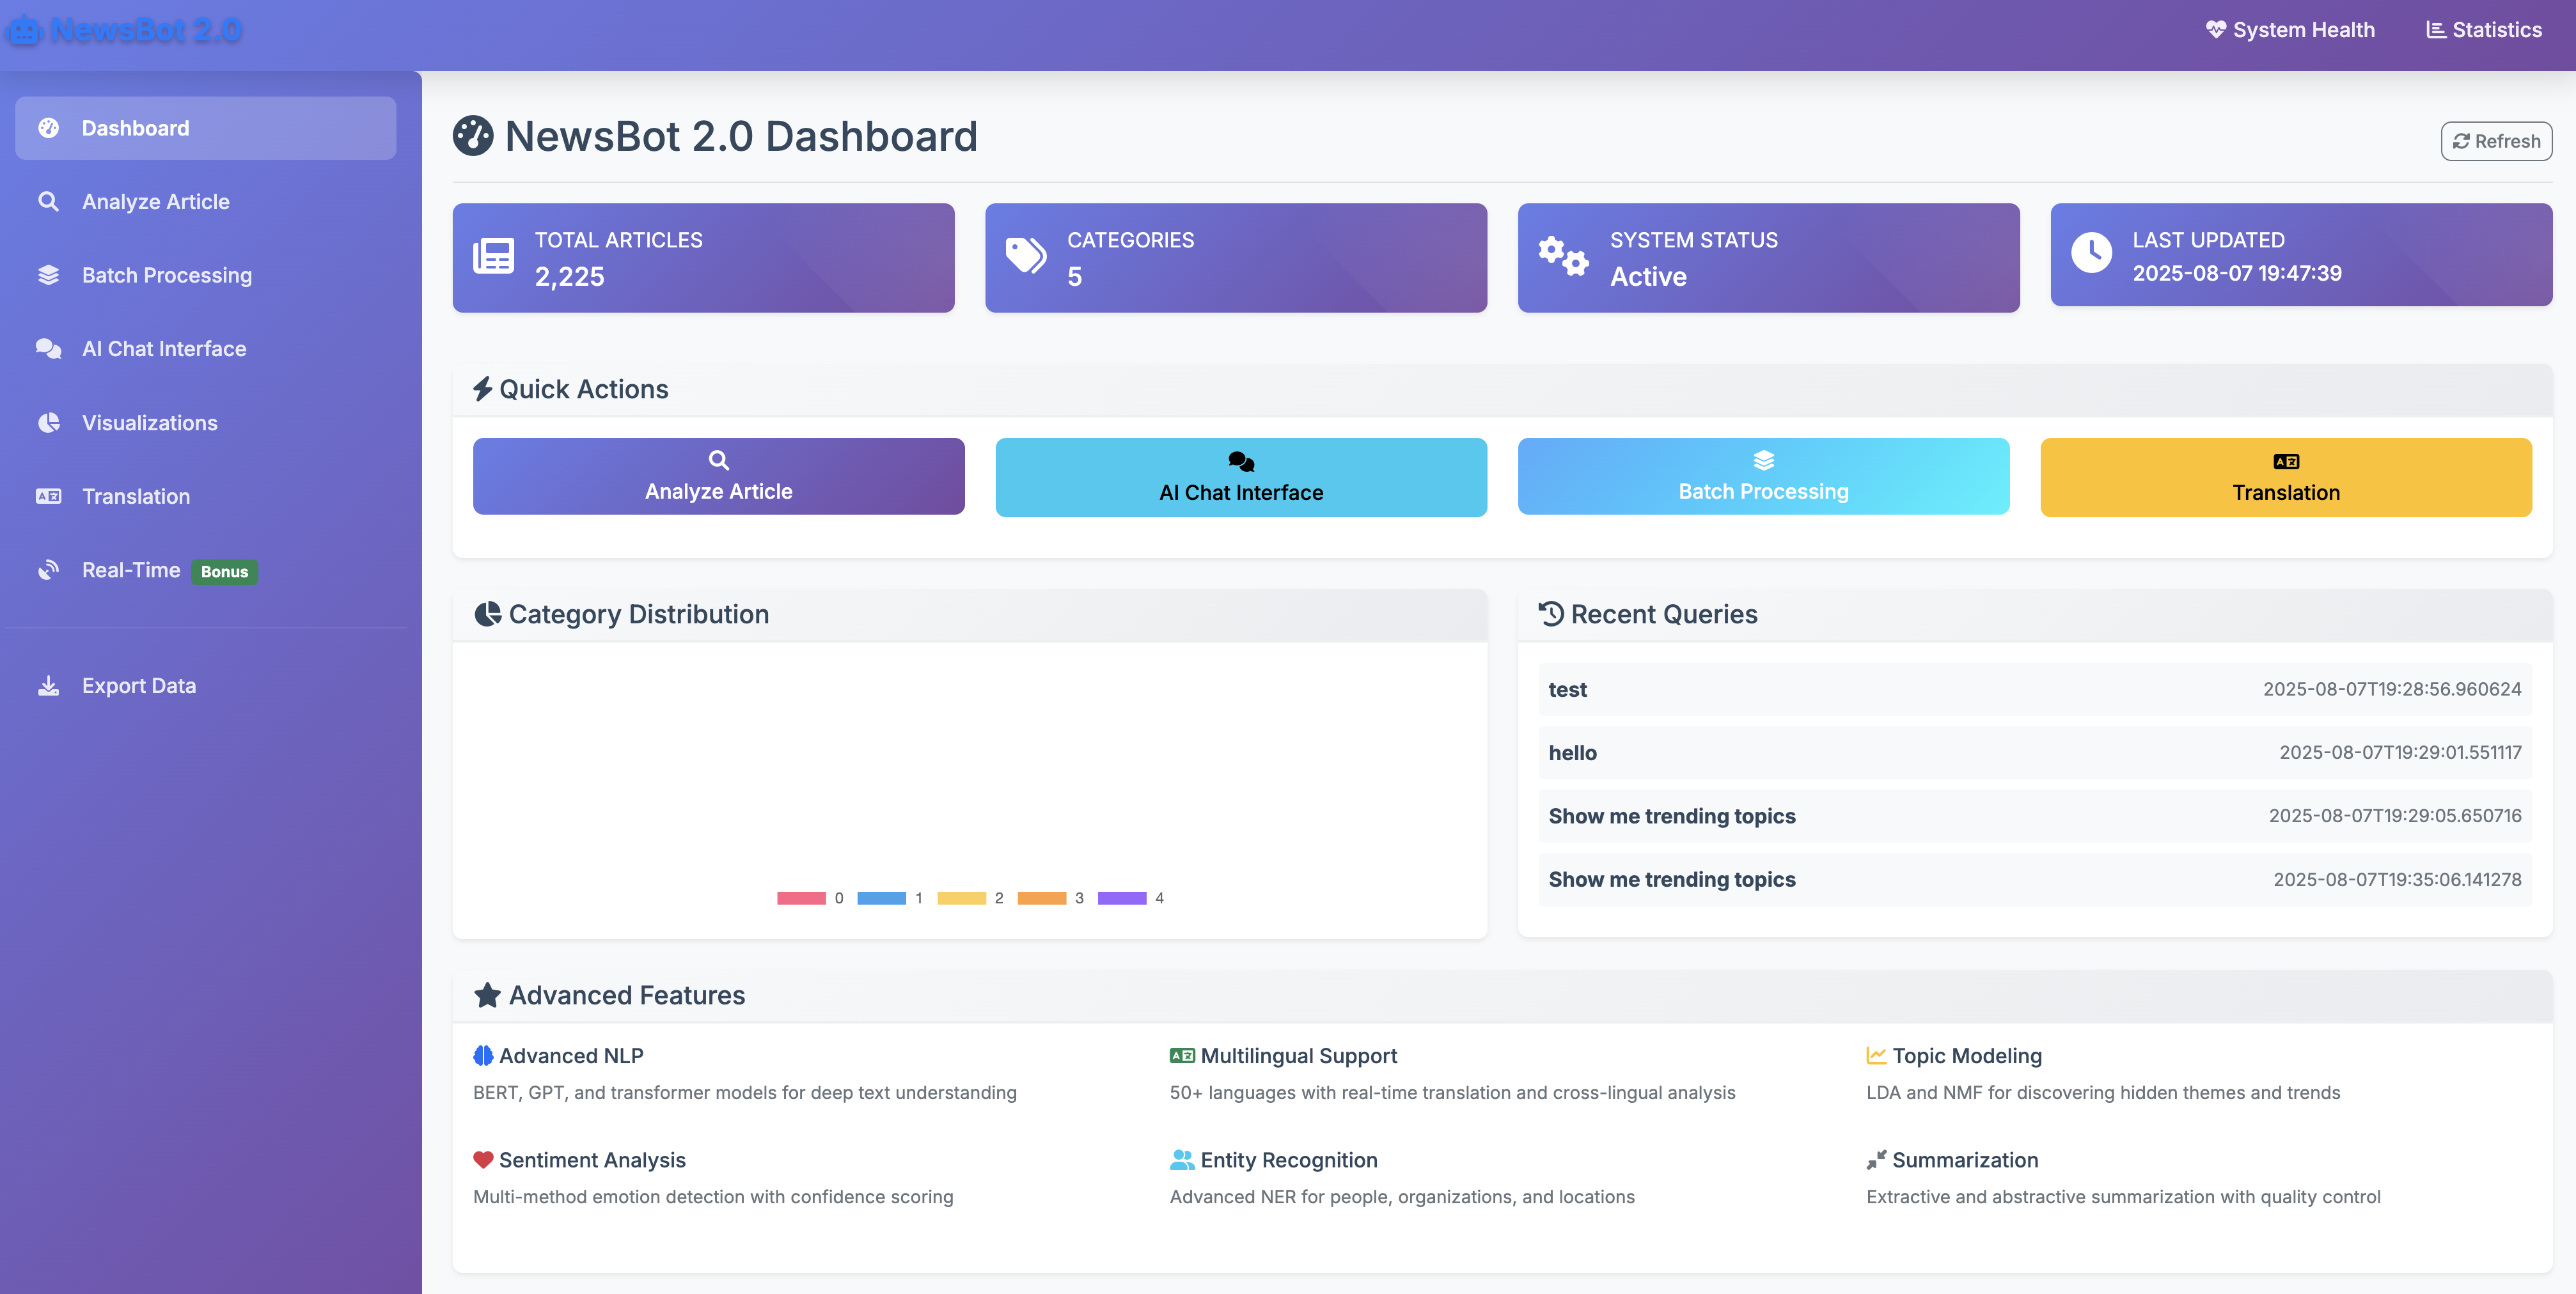 NewsBot 2.0
System Health
Statistics
Dashboard
Analyze Article
Batch Processing
AI Chat Interface
Visualizations
Translation
Real-Time Bonus
Export Data
NewsBot 2.0 Dashboard
Refresh
TOTAL ARTICLES
2,225
CATEGORIES
5
SYSTEM STATUS
Active
LAST UPDATED
2025-08-07 19:47:39
Quick Actions
Analyze Article
AI Chat Interface
Batch Processing
Translation
Category Distribution
0 1 2 3 4
Recent Queries
test 2025-08-07T19:28:56.960624
hello 2025-08-07T19:29:01.551117
Show me trending topics 2025-08-07T19:29:05.650716
Show me trending topics 2025-08-07T19:35:06.141278
Advanced Features
Advanced NLP
BERT, GPT, and transformer models for deep text understanding
Multilingual Support
50+ languages with real-time translation and cross-lingual analysis
Topic Modeling
LDA and NMF for discovering hidden themes and trends
Sentiment Analysis
Multi-method emotion detection with confidence scoring
Entity Recognition
Advanced NER for people, organizations, and locations
Summarization
Extractive and abstractive summarization with quality control